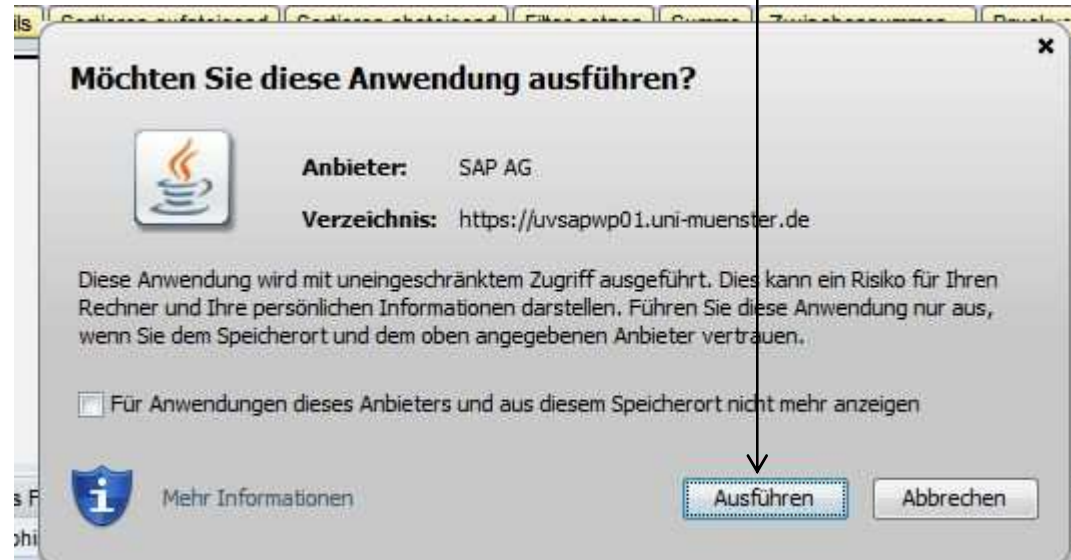 Möchten Sie diese Anwendung ausführen?
Anbieter: SAP AG
Verzeichnis: https://uvsapwp01.uni-muenster.de
Diese Anwendung wird mit uneingeschränktem Zugriff ausgeführt. Dies kann ein Risiko für Ihren
Rechner und Ihre persönlichen Informationen darstellen. Führen Sie diese Anwendung nur aus,
wenn Sie dem Speicherort und dem oben angegebenen Anbieter vertrauen.
Für Anwendungen dieses Anbieters und aus diesem Speicherort nicht mehr anzeigen
Mehr Informationen
Ausführen Abbrechen